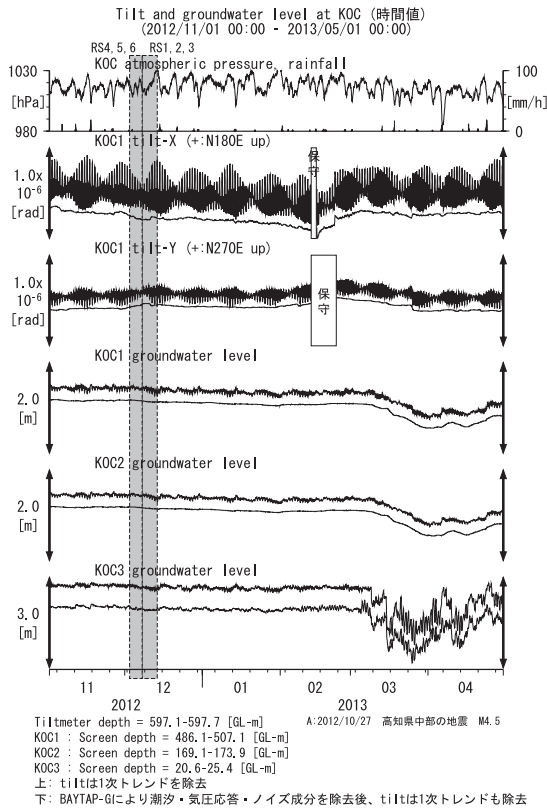 Tilt and groundwater level at KOC (時間値)
(2012/11/01 00:00 - 2013/05/01 00:00)
RS4, 5, 6 RS1, 2, 3
KOC atmospheric pressure, rainfall
1030
[hPa]
980
100
[mm/h]
0
KOC1 tilt-X (+:N180E up)
保守
1.0x
10-6
[rad]
KOC1 tilt-Y (+:N270E up)
保守
1.0x
10-6
[rad]
KOC1 groundwater level
2.0
[m]
KOC2 groundwater level
2.0
[m]
KOC3 groundwater level
3.0
[m]
11 12 01 02 03 04
2012 2013
Tiltmeter depth = 597.1-597.7 [GL-m] A:2012/10/27 高知県中部の地震 M4.5
KOC1 : Screen depth = 486.1-507.1 [GL-m]
KOC2 : Screen depth = 169.1-173.9 [GL-m]
KOC3 : Screen depth = 20.6-25.4 [GL-m]
上: tiltは1次トレンドを除去
下: BAYTAP-Gにより潮汐・気圧応答・ノイズ成分を除去後、tiltは1次トレンドも除去